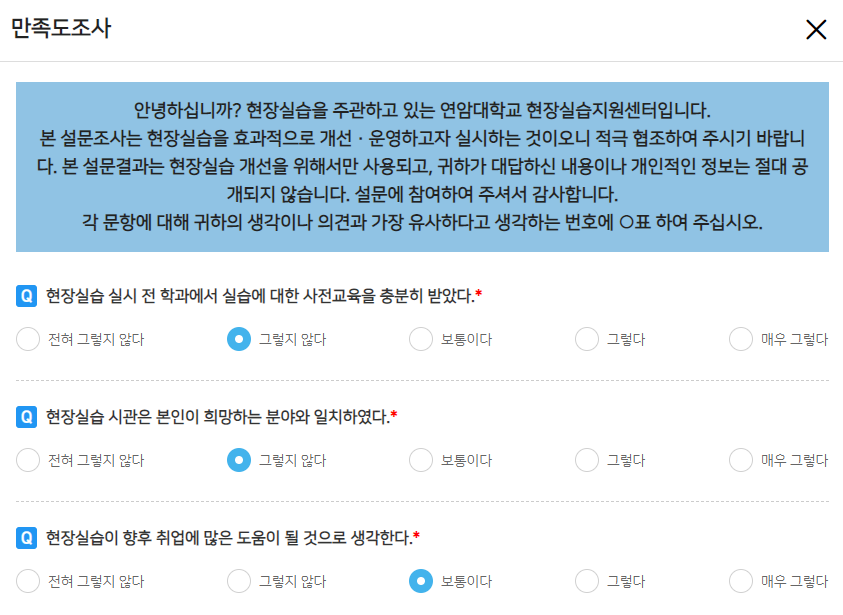 만족도조사
안녕하십니까? 현장실습을 주관하고 있는 연암대학교 현장실습지원센터입니다.
본 설문조사는 현장실습을 효과적으로 개선 · 운영하고자 실시하는 것이오니 적극 협조하여 주시기 바랍니
다. 본 설문결과는 현장실습 개선을 위해서만 사용되고, 귀하가 대답하신 내용이나 개인적인 정보는 절대 공
개되지 않습니다. 설문에 참여하여 주셔서 감사합니다.
각 문항에 대해 귀하의 생각이나 의견과 가장 유사하다고 생각하는 번호에 ○표 하여 주십시오.
Q 현장실습 실시 전 학과에서 실습에 대한 사전교육을 충분히 받았다.*
전혀 그렇지 않다 그렇지 않다 보통이다 그렇다 매우 그렇다
Q 현장실습 시관은 본인이 희망하는 분야와 일치하였다.*
전혀 그렇지 않다 그렇지 않다 보통이다 그렇다 매우 그렇다
Q 현장실습이 향후 취업에 많은 도움이 될 것으로 생각한다.*
전혀 그렇지 않다 그렇지 않다 보통이다 그렇다 매우 그렇다